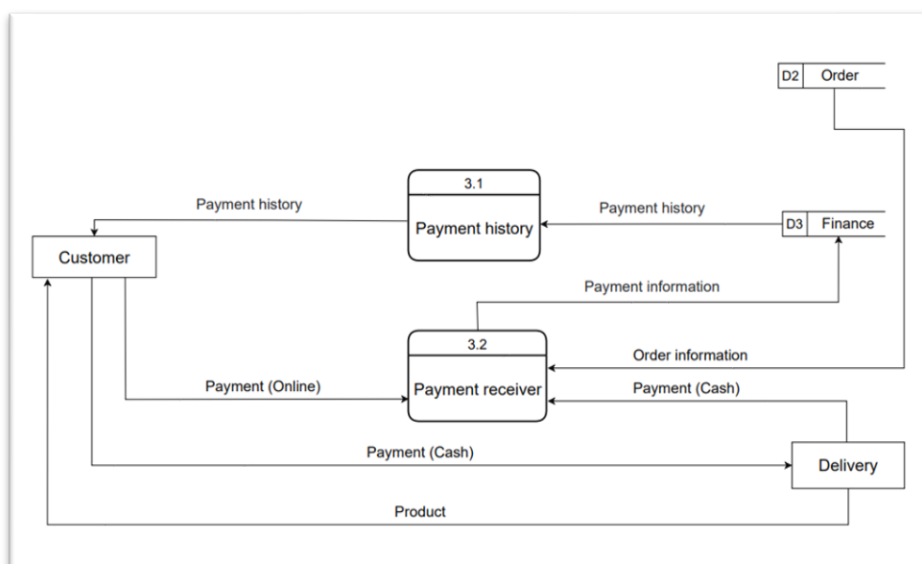 D2 Order
3.1
Payment history
Payment history
Payment history
D3 Finance
Customer
Payment information
3.2
Payment receiver
Order information
Payment (Online)
Payment (Cash)
Payment (Cash)
Delivery
Product